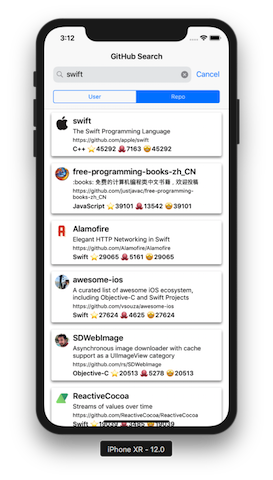 3:12
GitHub Search
swift
Cancel
User
Repo
swift
The Swift Programming Language
https://github.com/apple/swift
C++ ⭐45292 🐙7163 🤩45292
free-programming-books-zh_CN
:books: 免费的计算机编程类中文书籍，欢迎投稿
https://github.com/justjavac/free-programming-
books-zh_CN
JavaScript ⭐39101 🐙13542 🤩39101
Alamofire
Elegant HTTP Networking in Swift
https://github.com/Alamofire/Alamofire
Swift ⭐29065 🐙5161 🤩29065
awesome-ios
A curated list of awesome iOS ecosystem,
including Objective-C and Swift Projects
https://github.com/vsouza/awesome-ios
Swift ⭐27624 🐙4625 🤩27624
SDWebImage
Asynchronous image downloader with cache
support as a UIImageView category
https://github.com/rs/SDWebImage
Objective-C ⭐20513 🐙5278 🤩20513
ReactiveCocoa
Streams of values over time
https://github.com/ReactiveCocoa/ReactiveCocoa
Swift ⭐19039 🐙3485 🤩19039
iPhone XR - 12.0